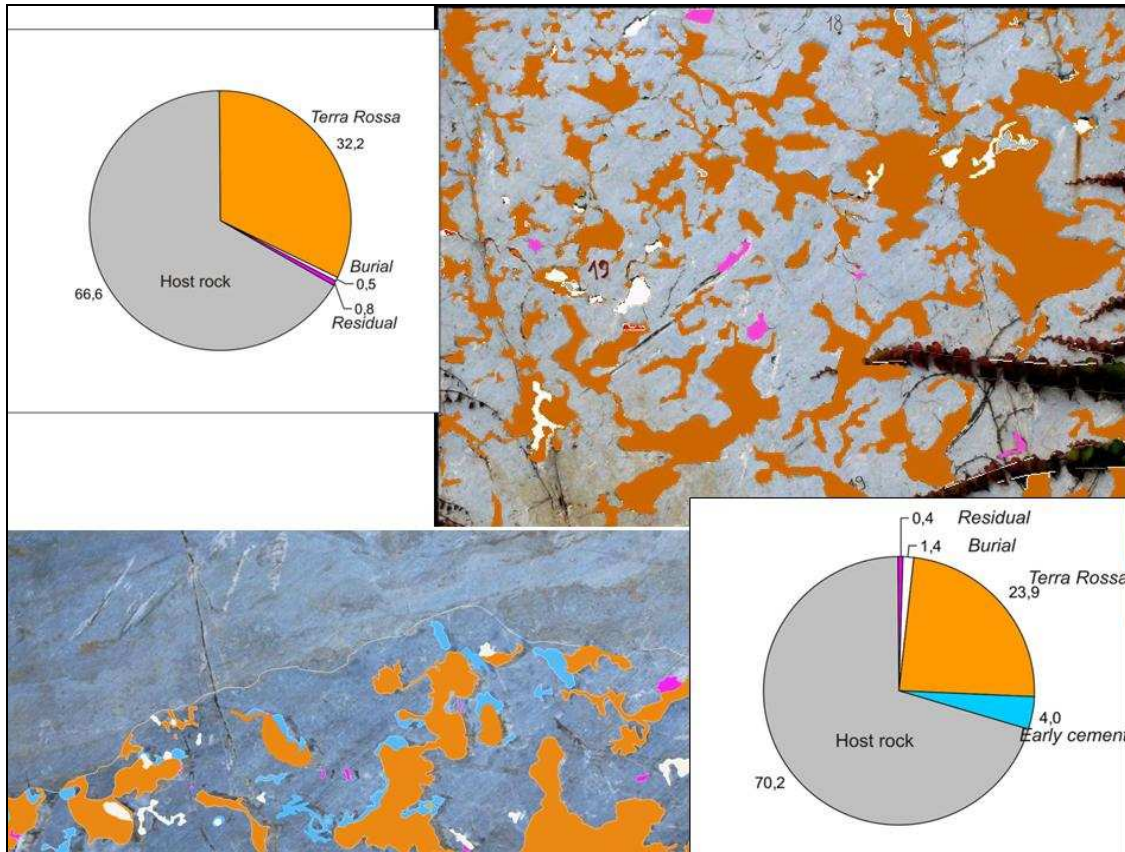 Terra Rossa
32,2
Burial
0,5
Host rock
66,6
0,8
Residual
18
19
19
0,4
Residual
1,4
Burial
Terra Rossa
23,9
4,0
Early cement
Host rock
70,2